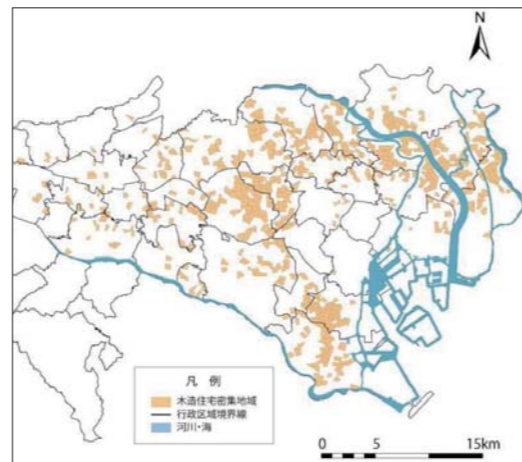 N
凡 例
木造住宅密集地域
行政区域境界線
河川・海
0 5 15km